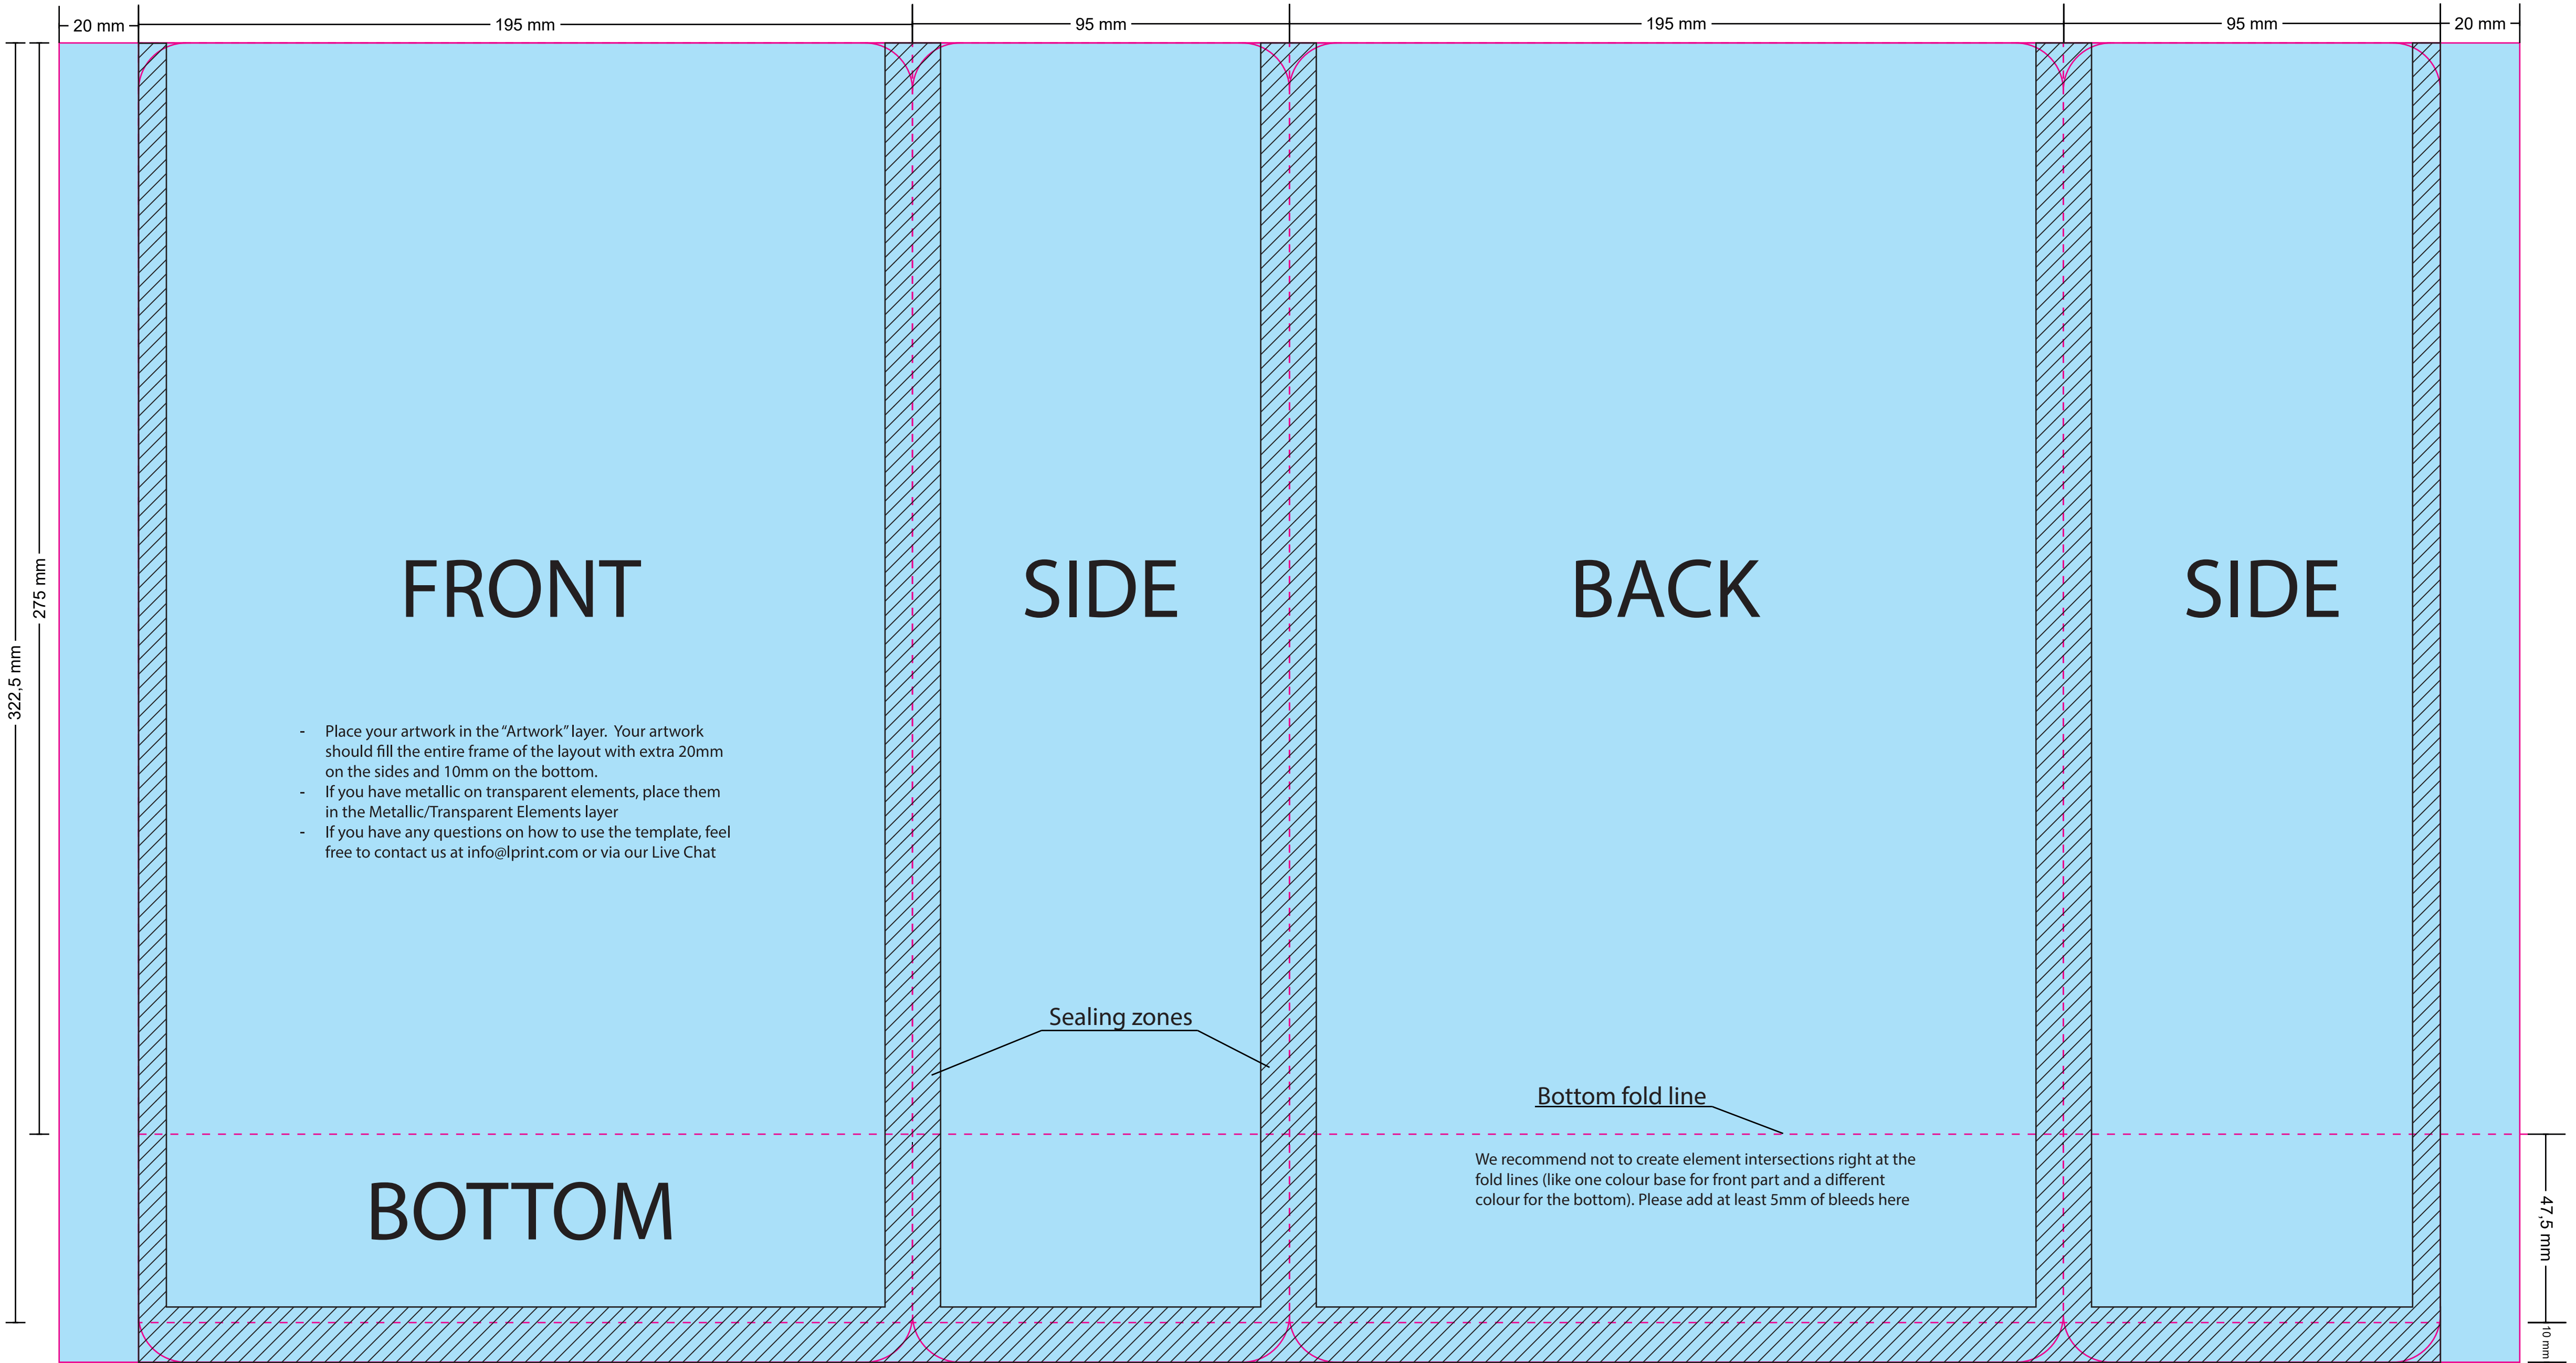 20 mm
195 mm
95 mm
195 mm
95 mm
20 mm
322,5 mm
275 mm
FRONT
SIDE
BACK
SIDE
- Place your artwork in the “Artwork” layer. Your artwork
should fill the entire frame of the layout with extra 20mm
on the sides and 10mm on the bottom.
- If you have metallic on transparent elements, place them
in the Metallic/Transparent Elements layer
- If you have any questions on how to use the template, feel
free to contact us at info@lprint.com or via our Live Chat
Sealing zones
Bottom fold line
We recommend not to create element intersections right at the
fold lines (like one colour base for front part and a different
colour for the bottom). Please add at least 5mm of bleeds here
BOTTOM
47,5 mm
10 mm